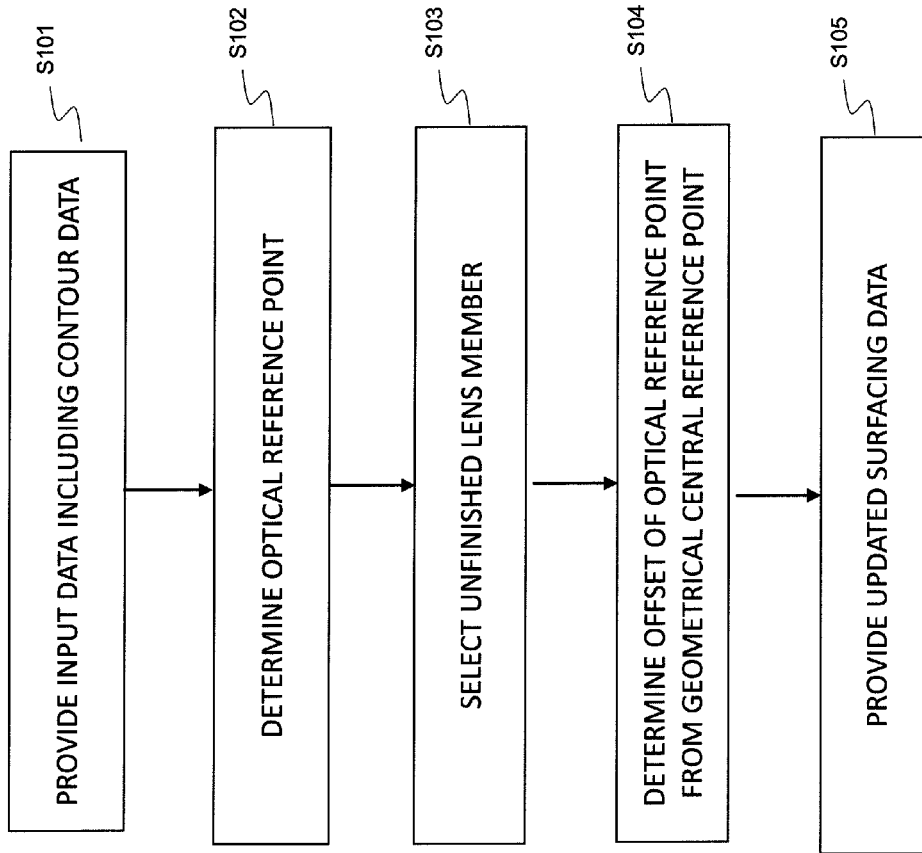 PROVIDE INPUT DATA INCLUDING CONTOUR DATA
S101
DETERMINE OPTICAL REFERENCE POINT
S102
SELECT UNFINISHED LENS MEMBER
S103
DETERMINE OFFSET OF OPTICAL REFERENCE POINT
FROM GEOMETRICAL CENTRAL REFERENCE POINT
S104
PROVIDE UPDATED SURFACING DATA
S105